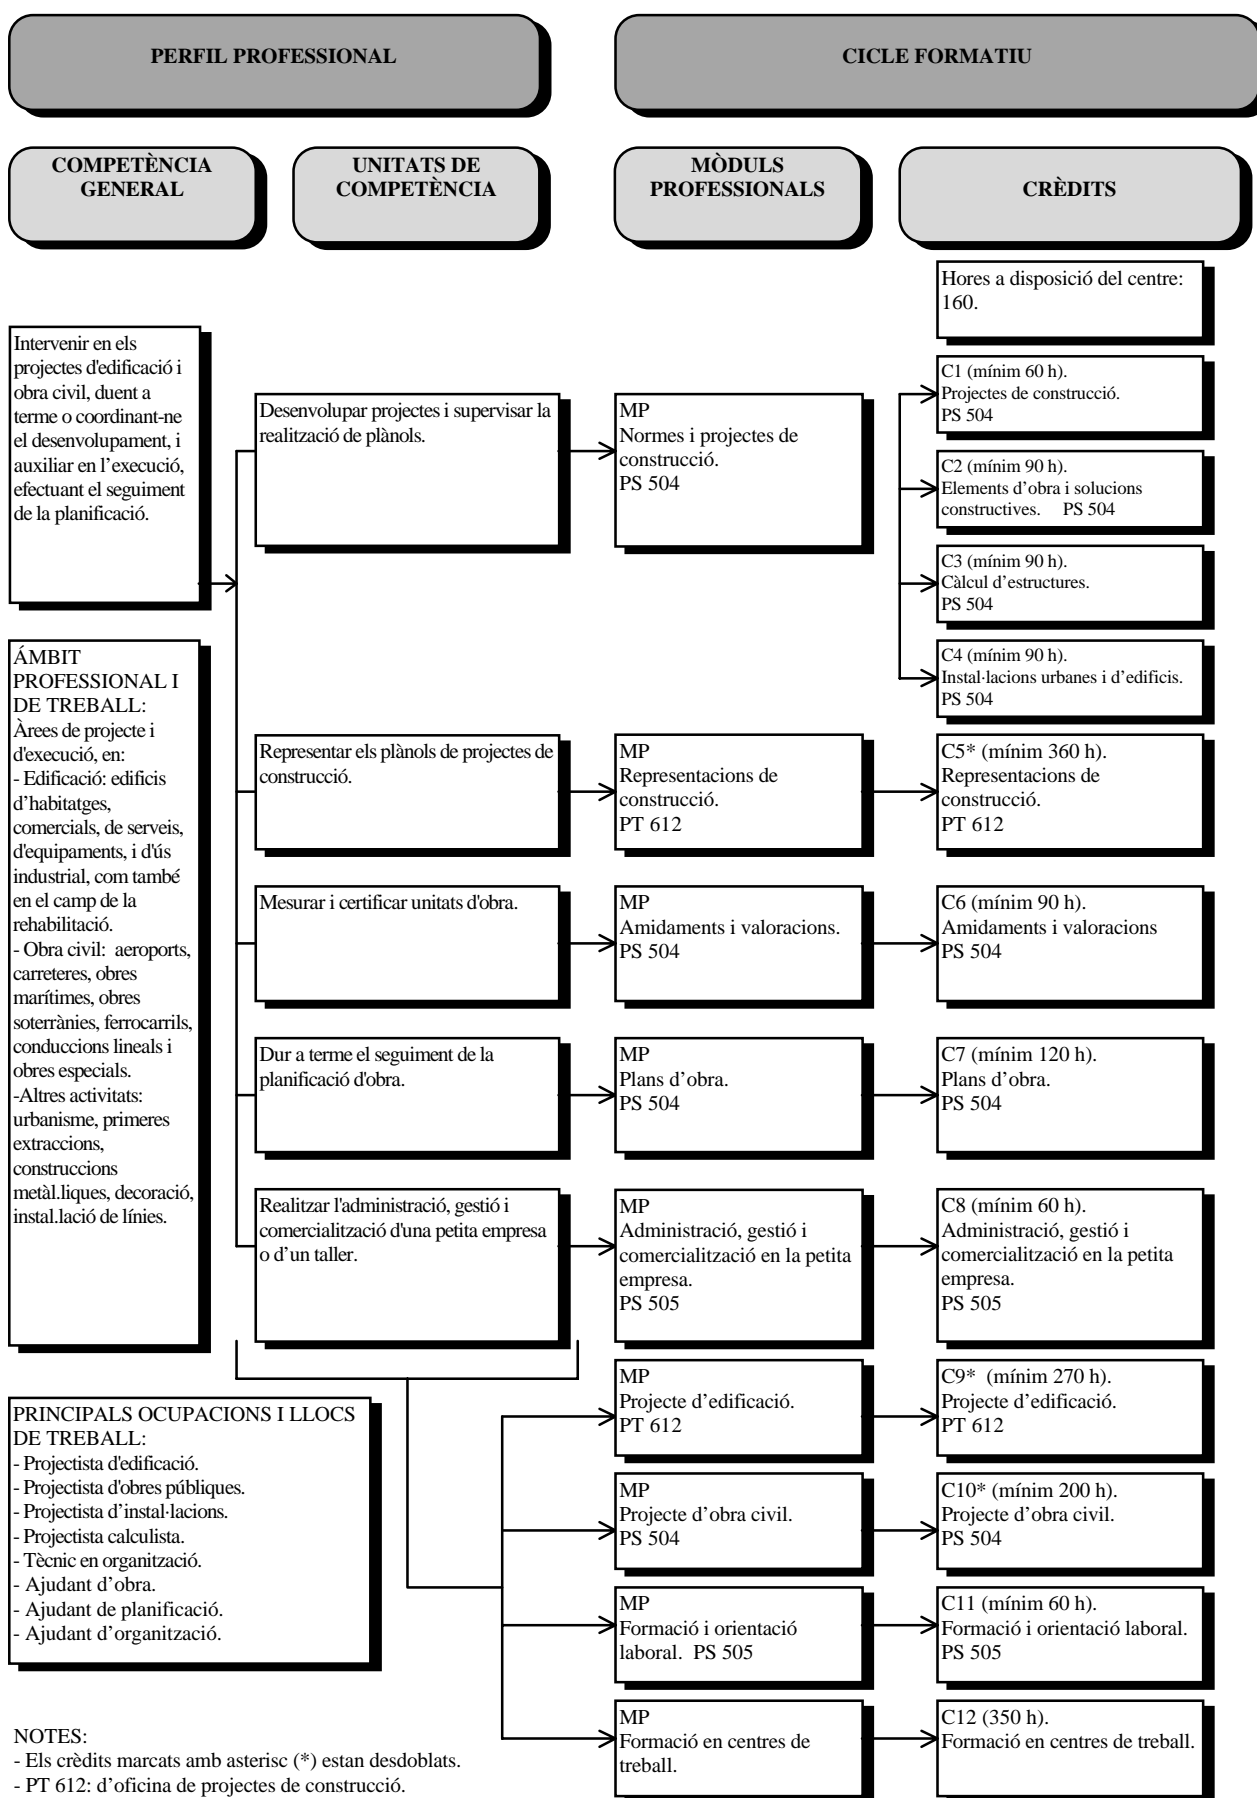 PERFIL PROFESSIONAL
CICLE FORMATIU
COMPETÈNCIA
GENERAL
UNITATS DE
COMPETÈNCIA
MÒDULS
PROFESSIONALS
CRÈDITS
Hores a disposició del centre:
160.
Intervenir en els
projectes d'edificació i
obra civil, duent a
terme o coordinant-ne
el desenvolupament, i
auxiliar en l’execució,
efectuant el seguiment
de la planificació.
Desenvolupar projectes i supervisar la
realització de plànols.
MP
Normes i projectes de
construcció.
PS 504
C1 (mínim 60 h).
Projectes de construcció.
PS 504
C2 (mínim 90 h).
Elements d’obra i solucions
constructives. PS 504
C3 (mínim 90 h).
Càlcul d’estructures.
PS 504
C4 (mínim 90 h).
Instal·lacions urbanes i d’edificis.
PS 504
ÁMBIT
PROFESSIONAL I
DE TREBALL:
Àrees de projecte i
d'execució, en:
- Edificació: edificis
d’habitatges,
comercials, de serveis,
d'equipaments, i d'ús
industrial, com també
en el camp de la
rehabilitació.
- Obra civil: aeroports,
carreteres, obres
marítimes, obres
soterrànies, ferrocarrils,
conduccions lineals i
obres especials.
-Altres activitats:
urbanisme, primeres
extraccions,
construccions
metàl.liques, decoració,
instal.lació de línies.
Representar els plànols de projectes de
construcció.
MP
Representacions de
construcció.
PT 612
C5* (mínim 360 h).
Representacions de
construcció.
PT 612
Mesurar i certificar unitats d'obra.
MP
Amidaments i valoracions.
PS 504
C6 (mínim 90 h).
Amidaments i valoracions
PS 504
Dur a terme el seguiment de la
planificació d'obra.
MP
Plans d’obra.
PS 504
C7 (mínim 120 h).
Plans d’obra.
PS 504
Realitzar l'administració, gestió i
comercialització d'una petita empresa
o d’un taller.
MP
Administració, gestió i
comercialització en la petita
empresa.
PS 505
C8 (mínim 60 h).
Administració, gestió i
comercialització en la petita
empresa.
PS 505
MP
Projecte d’edificació.
PT 612
C9* (mínim 270 h).
Projecte d’edificació.
PT 612
PRINCIPALS OCUPACIONS I LLOCS
DE TREBALL:
- Projectista d'edificació.
- Projectista d'obres públiques.
- Projectista d’instal·lacions.
- Projectista calculista.
- Tècnic en organització.
- Ajudant d’obra.
- Ajudant de planificació.
- Ajudant d’organització.
MP
Projecte d’obra civil.
PS 504
C10* (mínim 200 h).
Projecte d’obra civil.
PS 504
MP
Formació i orientació
laboral. PS 505
C11 (mínim 60 h).
Formació i orientació laboral.
PS 505
MP
Formació en centres de
treball.
C12 (350 h).
Formació en centres de treball.
NOTES:
- Els crèdits marcats amb asterisc (*) estan desdoblats.
- PT 612: d’oficina de projectes de construcció.